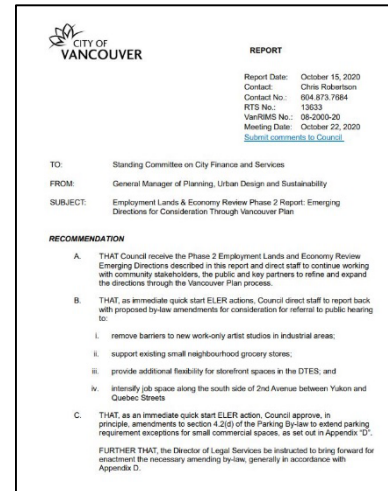 CITY OF
VANCOUVER
REPORT
Report Date: October 15, 2020
Contact: Chris Robertson
Contact No.: 604.873.7684
RTS No.: 13633
VanRIMS No.: 08-2000-20
Meeting Date: October 22, 2020
Submit comments to Council
TO: Standing Committee on City Finance and Services
FROM: General Manager of Planning, Urban Design and Sustainability
SUBJECT: Employment Lands & Economy Review Phase 2 Report: Emerging
Directions for Consideration Through Vancouver Plan
RECOMMENDATION
A. THAT Council receive the Phase 2 Employment Lands and Economy Review
Emerging Directions described in this report and direct staff to continue working
with community stakeholders, the public and key partners to refine and expand
the directions through the Vancouver Plan process.
B. THAT, as immediate quick start ELER actions, Council direct staff to report back
with proposed by-law amendments for consideration for referral to public hearing
to:
i. remove barriers to new work-only artist studios in industrial areas;
ii. support existing small neighbourhood grocery stores;
iii. provide additional flexibility for storefront spaces in the DTES; and
iv. intensify job space along the south side of 2nd Avenue between Yukon and
Quebec Streets
C. THAT, as an immediate quick start ELER action, Council approve, in
principle, amendments to section 4.2(d) of the Parking By-law to extend parking
requirement exceptions for small commercial spaces, as set out in Appendix "D".
FURTHER THAT, the Director of Legal Services be instructed to bring forward for
enactment the necessary amending by-law, generally in accordance with
Appendix D.